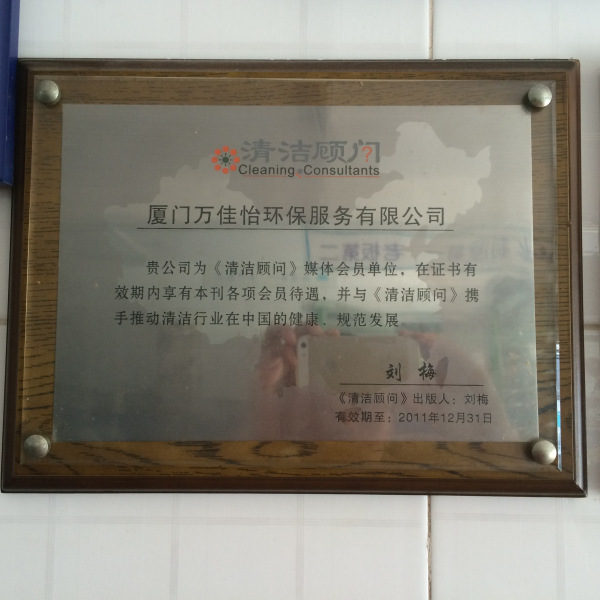 清洁顾问?
Cleaning Consultants
厦门万佳怡环保服务有限公司
贵公司为《清洁顾问》媒体会员单位，在证书有
效期内享有本刊各项会员待遇，并与《清洁顾问》携
手推动清洁行业在中国的健康、规范发展
刘梅
《清洁顾问》出版人：刘梅
有效期至：2011年12月31日